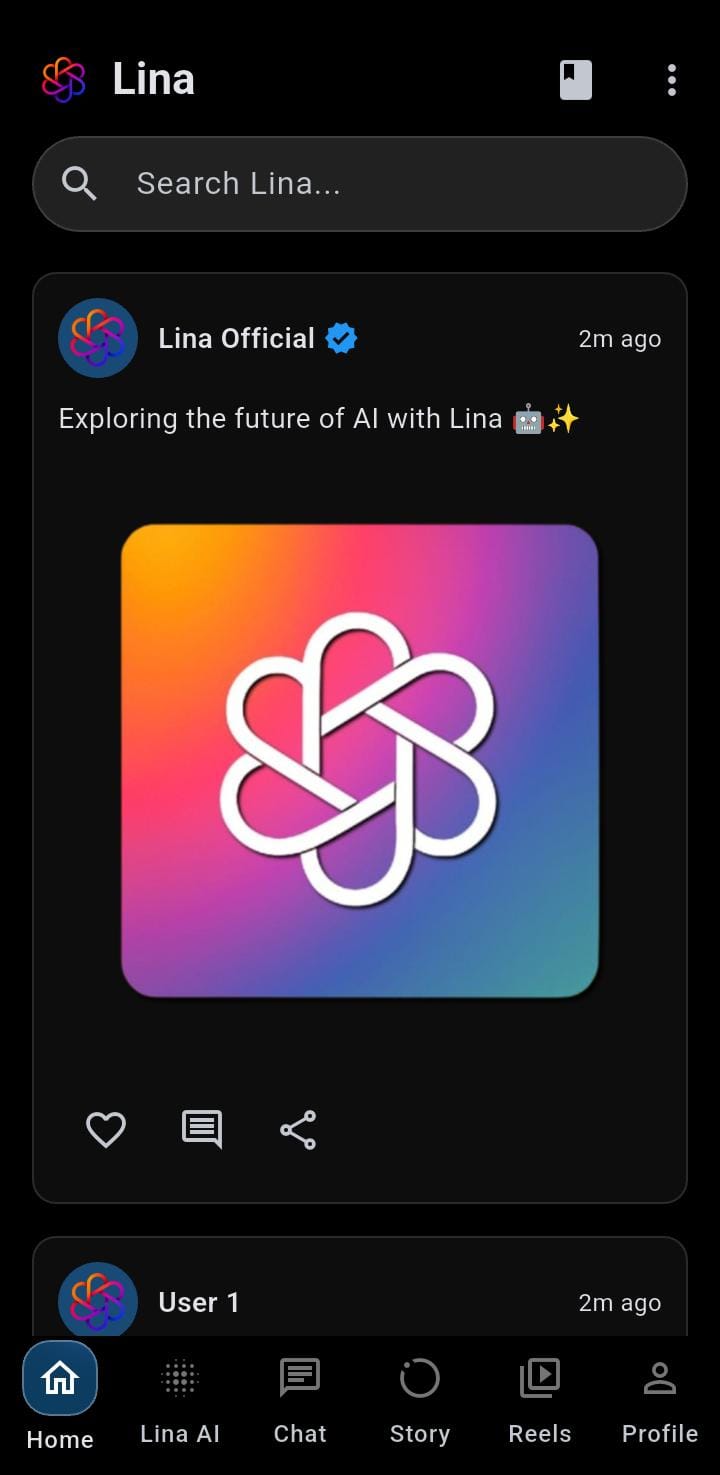 Lina
Search Lina...
Lina Official
2m ago
Exploring the future of AI with Lina 🤖✨
User 1
2m ago
Home
Lina AI
Chat
Story
Reels
Profile